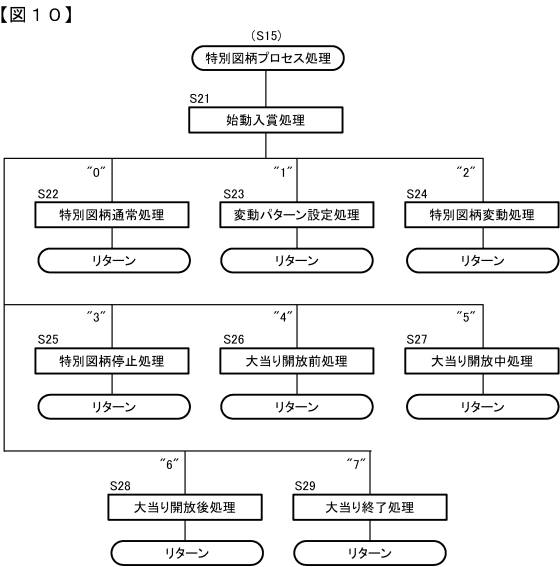 【図１０】
(S15)
特別図柄プロセス処理
S21
始動入賞処理
"0" "1" "2"
S22 S23 S24
特別図柄通常処理 変動パターン設定処理 特別図柄変動処理
リターン リターン リターン
"3" "4" "5"
S25 S26 S27
特別図柄停止処理 大当り開放前処理 大当り開放中処理
リターン リターン リターン
"6" "7"
S28 S29
大当り開放後処理 大当り終了処理
リターン リターン